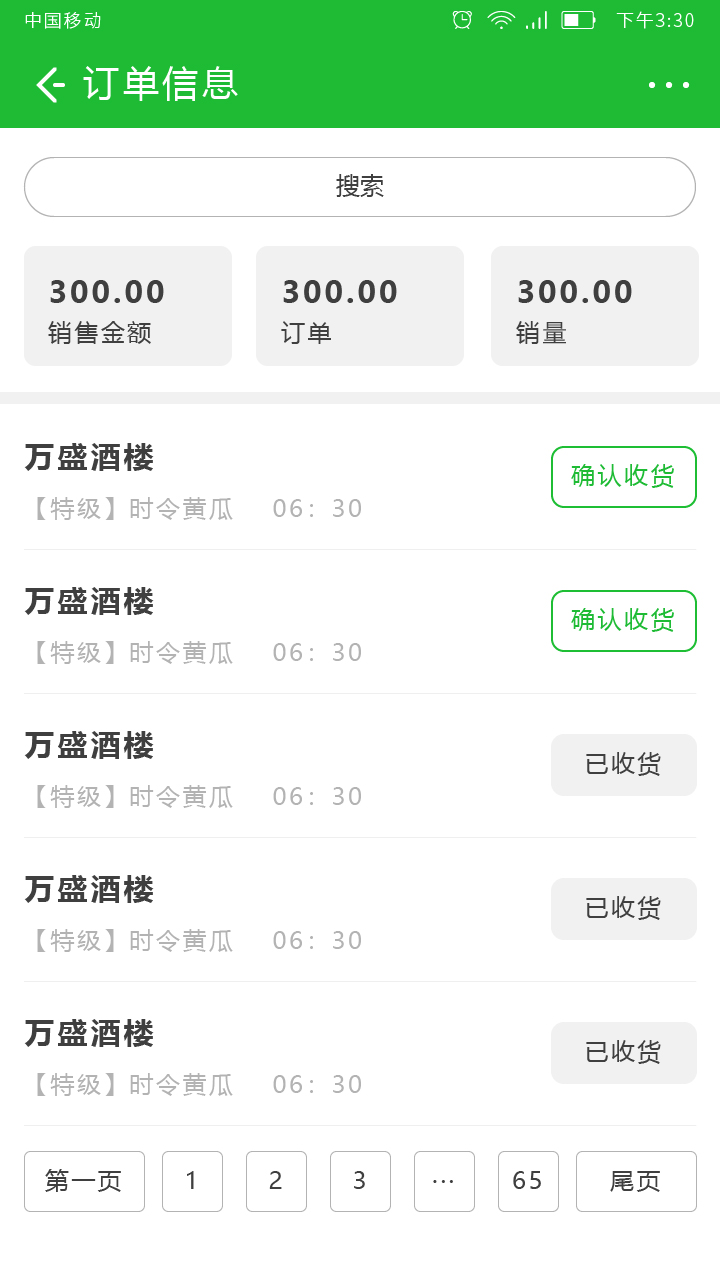 中国移动 下午3:30
订单信息
搜索
300.00 300.00 300.00
销售金额 订单 销量
万盛酒楼
【特级】时令黄瓜 06：30
确认收货
万盛酒楼
【特级】时令黄瓜 06：30
确认收货
万盛酒楼
【特级】时令黄瓜 06：30
已收货
万盛酒楼
【特级】时令黄瓜 06：30
已收货
万盛酒楼
【特级】时令黄瓜 06：30
已收货
第一页 1 2 3 ··· 65 尾页